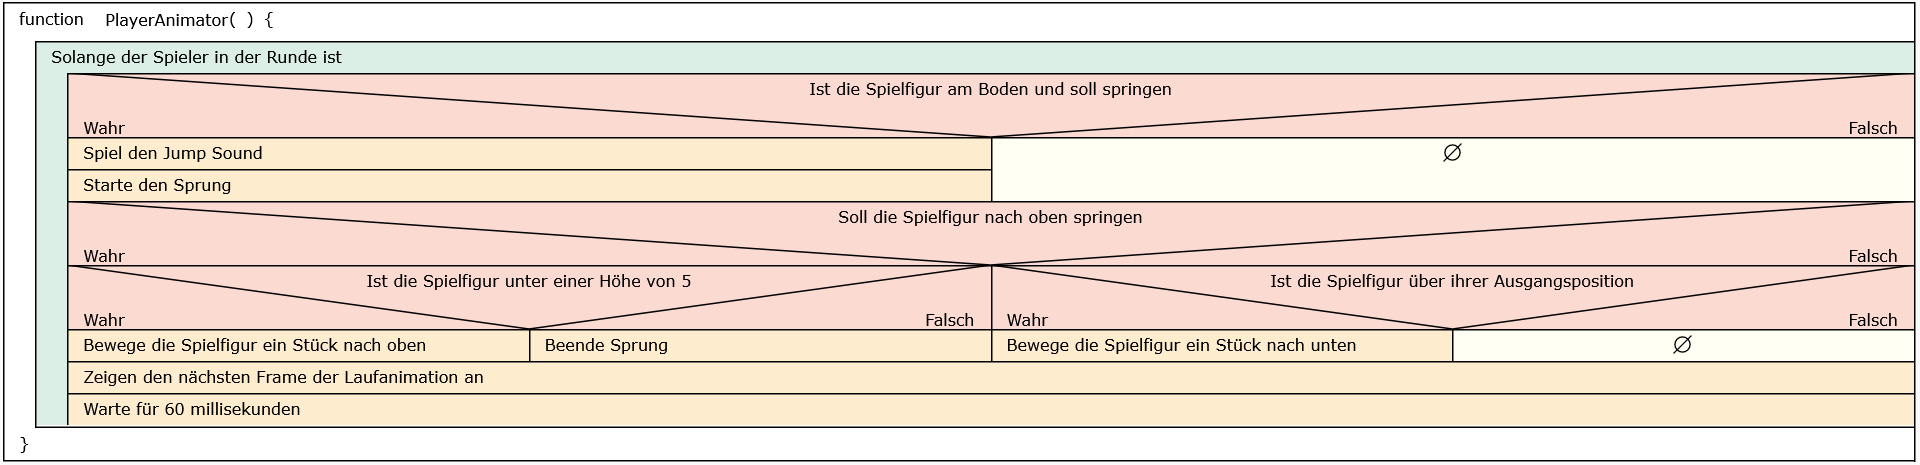 function PlayerAnimator( ) {
Solange der Spieler in der Runde ist
Ist die Spielfigur am Boden und soll springen
Wahr Falsch
Spiel den Jump Sound ∅
Starte den Sprung
Soll die Spielfigur nach oben springen
Wahr Falsch
Ist die Spielfigur unter einer Höhe von 5 Ist die Spielfigur über ihrer Ausgangsposition
Wahr Falsch Wahr Falsch
Bewege die Spielfigur ein Stück nach oben Beende Sprung Bewege die Spielfigur ein Stück nach unten ∅
Zeigen den nächsten Frame der Laufanimation an
Warte für 60 millisekunden
}